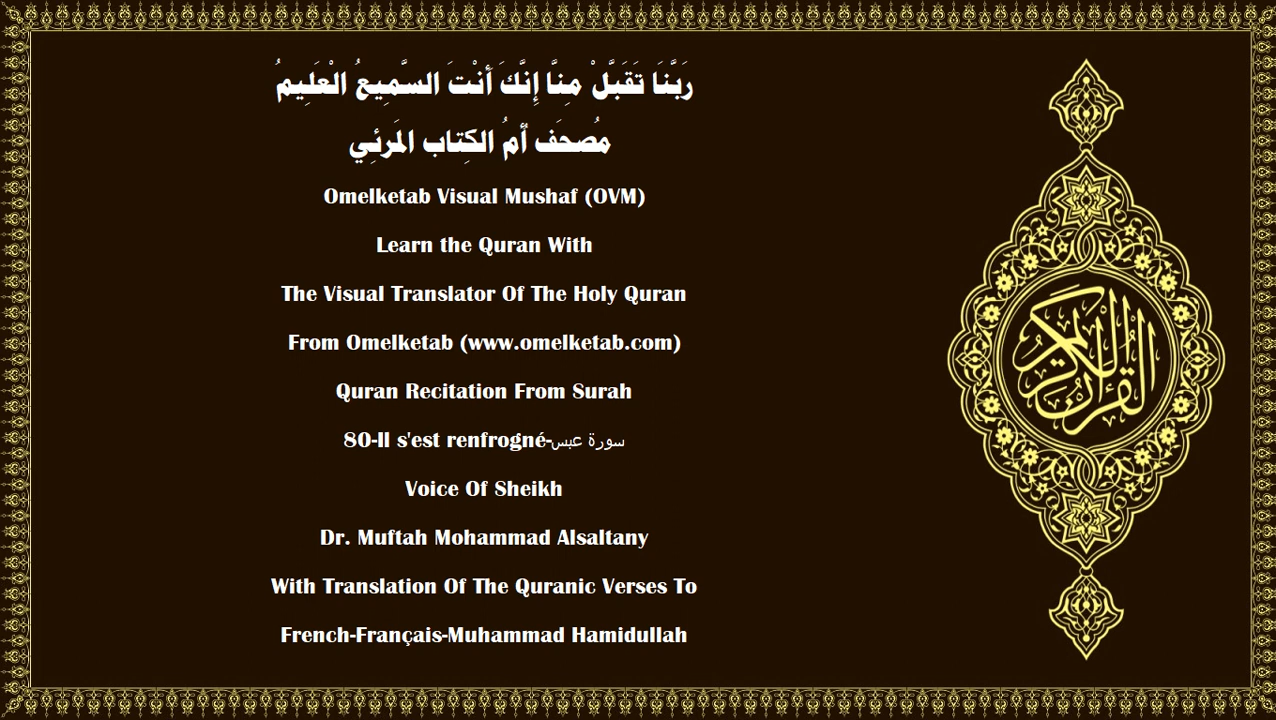 رَبَّنَا تَقَبَّلْ مِنَّا إِنَّكَ أَنْتَ السَّمِيعُ الْعَلِيمُ
مُصحَف أمُ الكِتاب المَرئِي
Omelketab Visual Mushaf (OVM)
Learn the Quran With
The Visual Translator Of The Holy Quran
From Omelketab (www.omelketab.com)
Quran Recitation From Surah
80-Il s'est renfrogné-سورة عبس
Voice Of Sheikh
Dr. Muftah Mohammad Alsaltany
With Translation Of The Quranic Verses To
French-Français-Muhammad Hamidullah
القرآن الكريم